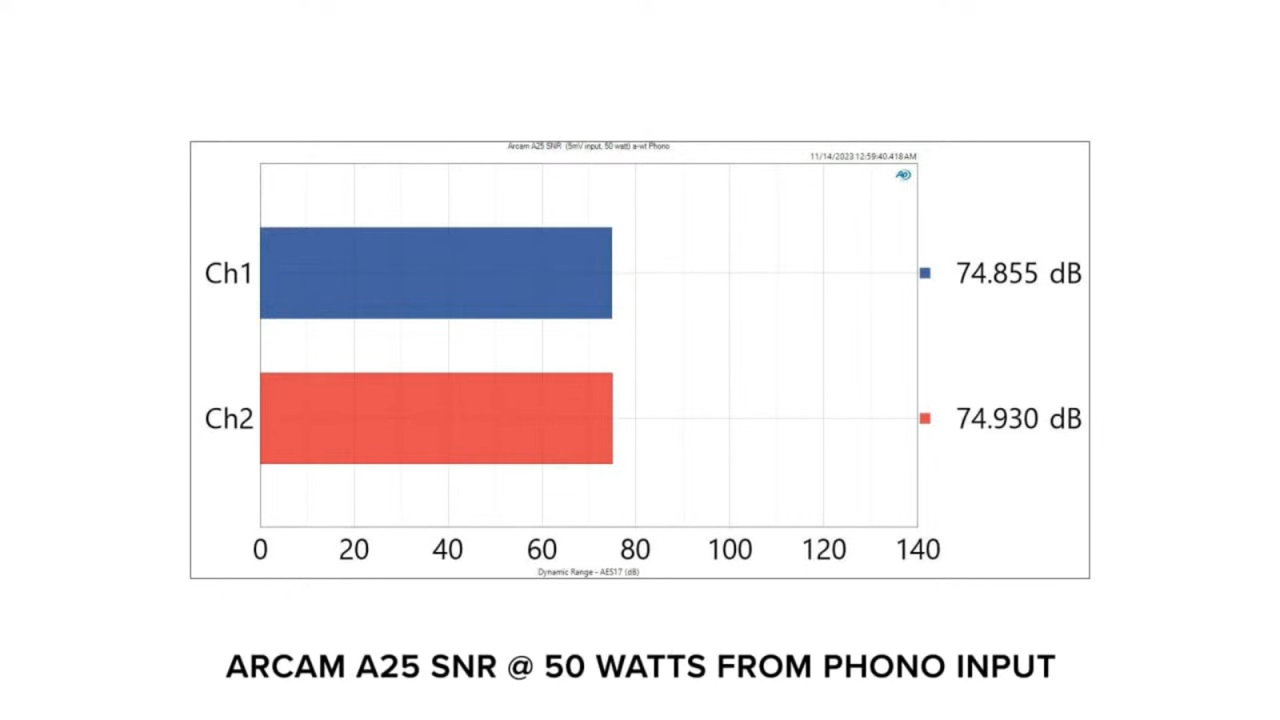 Arcam A25 SNR (5mV input, 50 watt) a-wt Phono
11/14/2023 12:59:40.418 AM
AP
Ch1
74.855 dB
Ch2
74.930 dB
0 20 40 60 80 100 120 140
Dynamic Range - AES17 (dB)
ARCAM A25 SNR @ 50 WATTS FROM PHONO INPUT